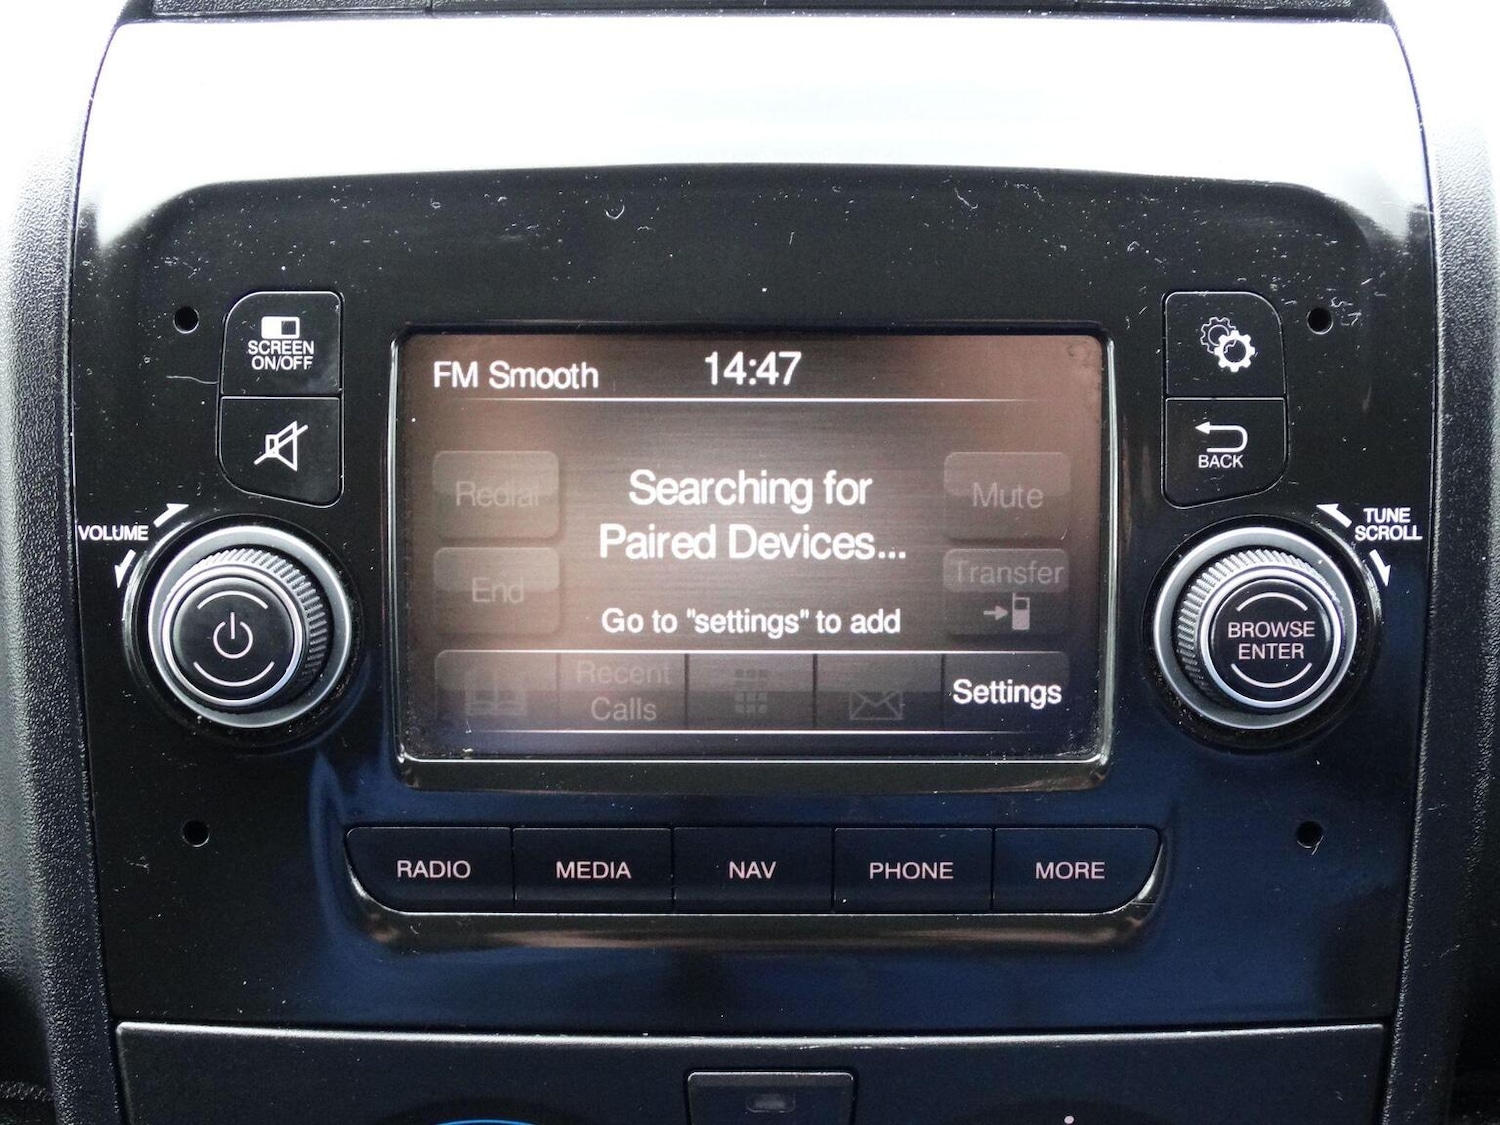 SCREEN
ON/OFF
VOLUME
FM Smooth
14:47
Redial
Searching for
Paired Devices...
Mute
End
Transfer
Go to "settings" to add
Recent
Calls
Settings
BACK
TUNE
SCROLL
BROWSE
ENTER
RADIO
MEDIA
NAV
PHONE
MORE